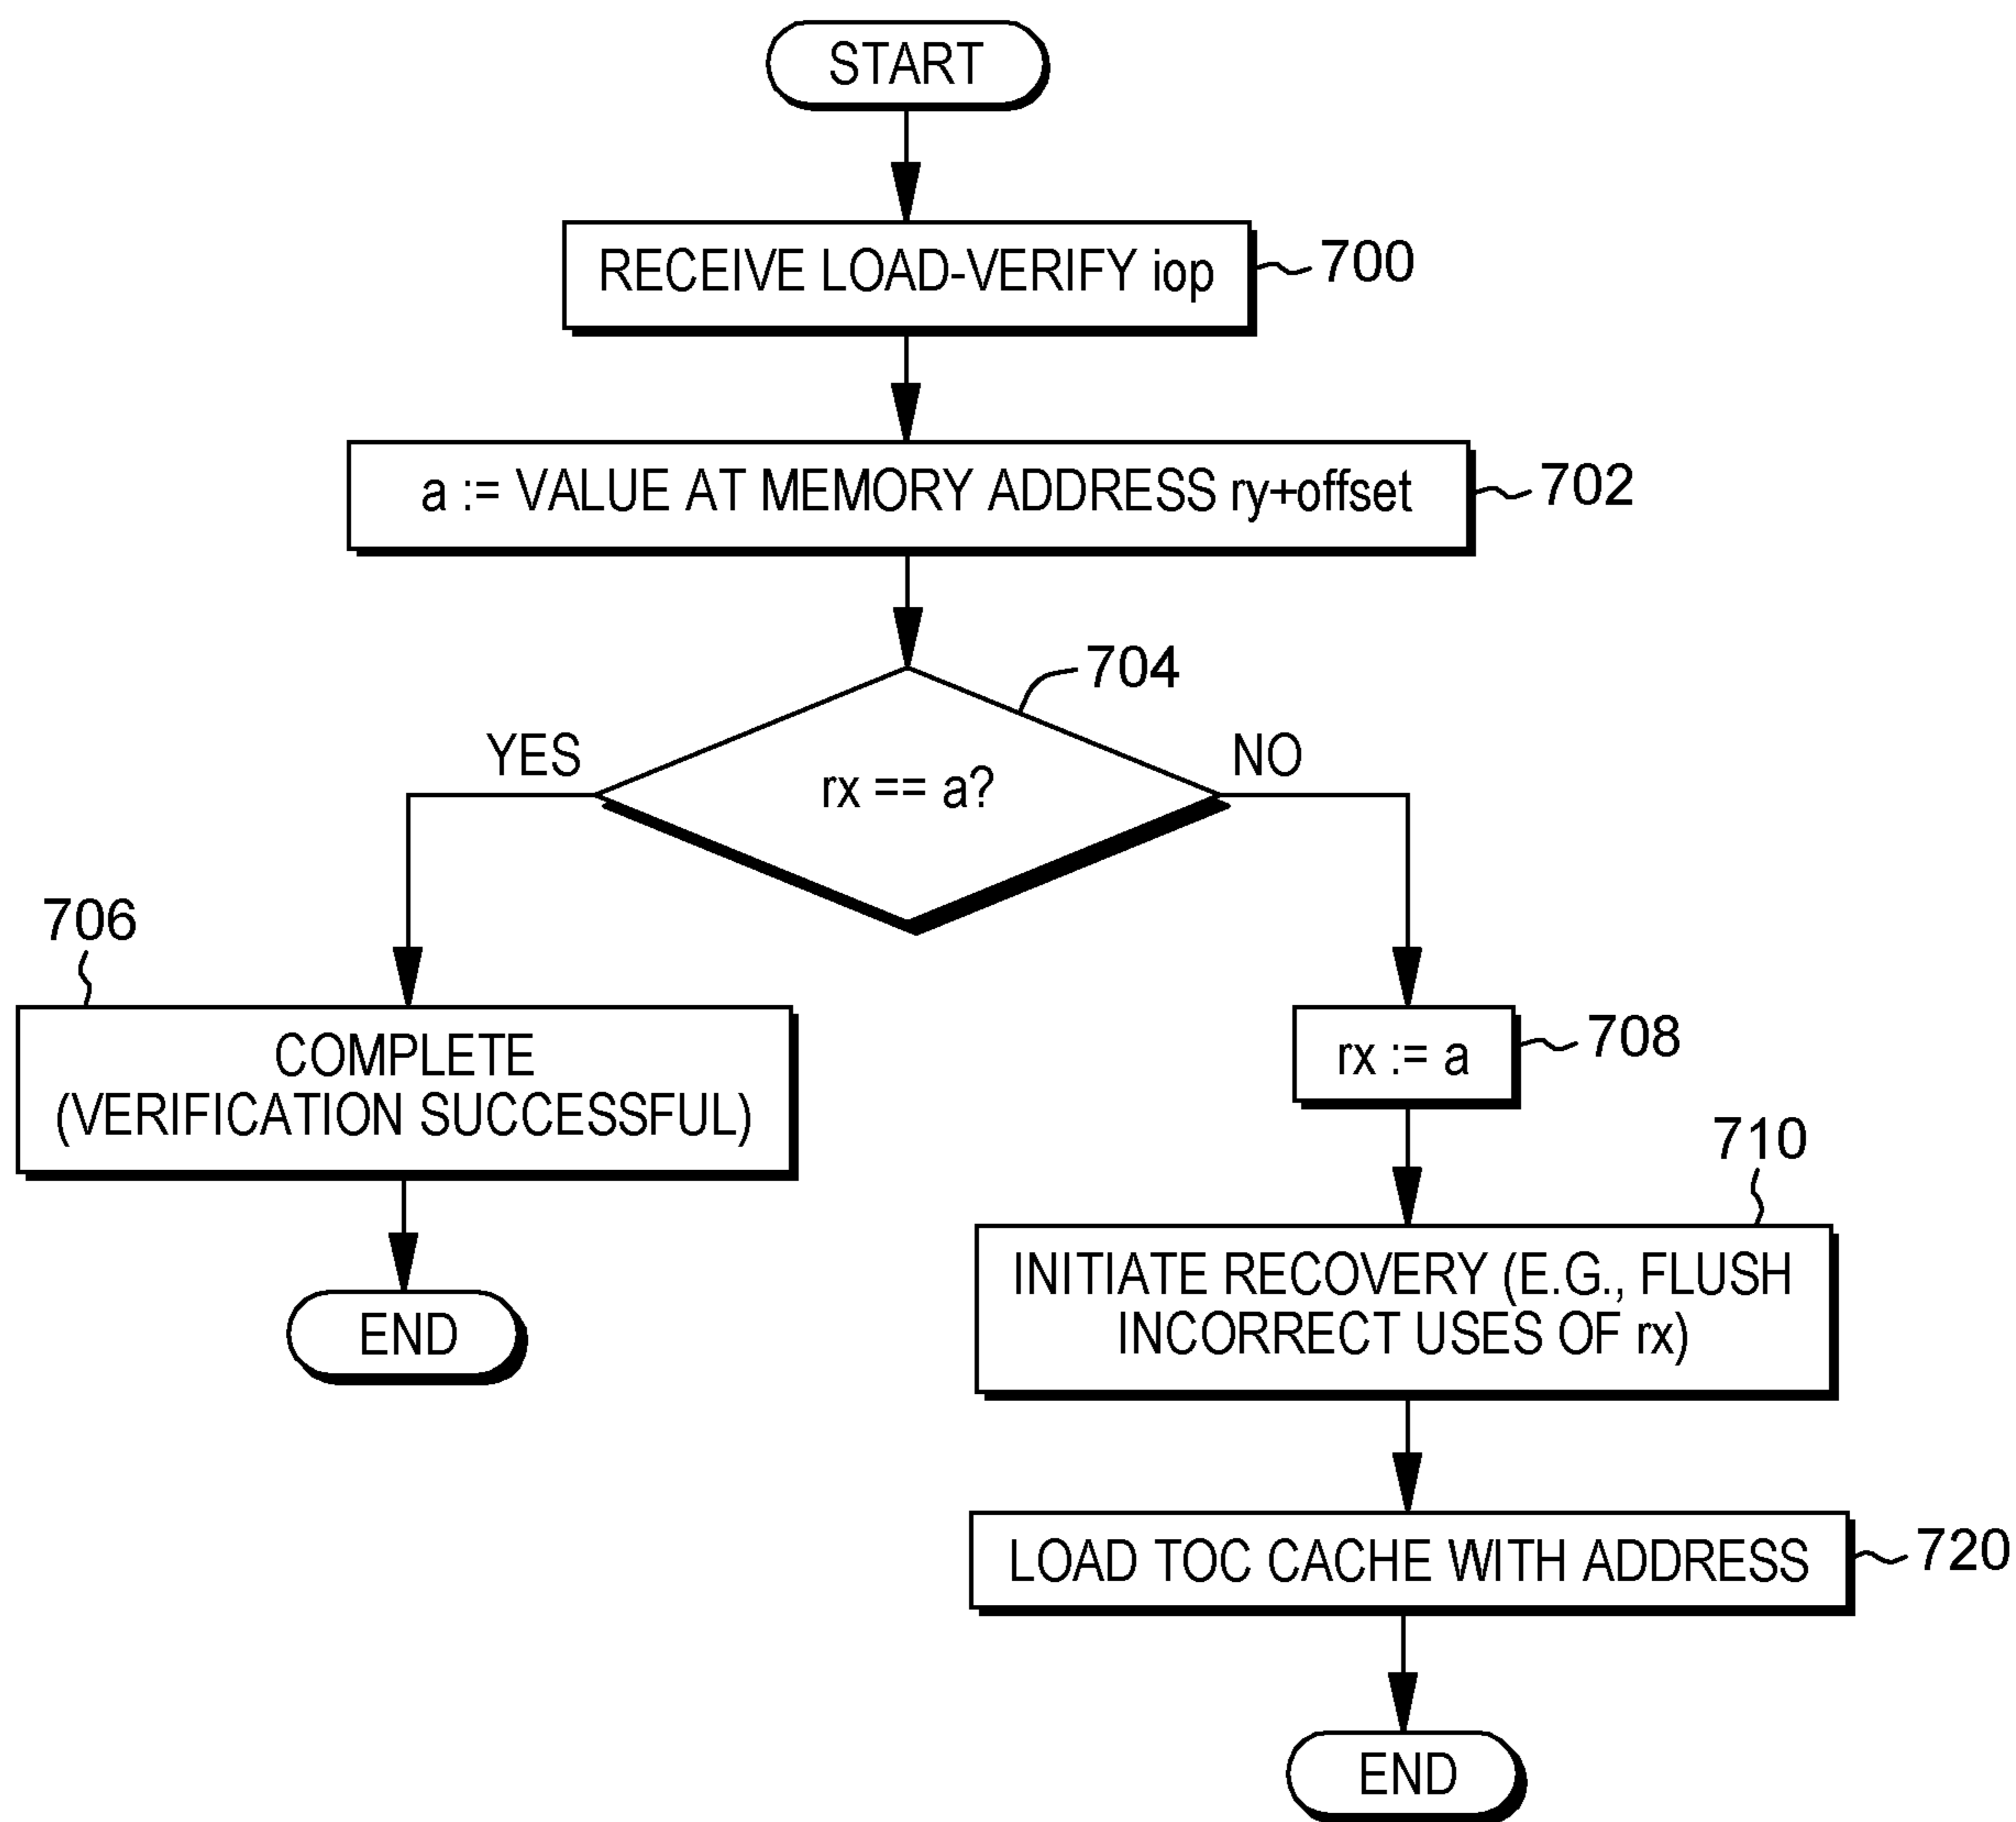 START
RECEIVE LOAD-VERIFY iop
700
a := VALUE AT MEMORY ADDRESS ry+offset
702
704
YES
rx == a?
NO
706
COMPLETE
(VERIFICATION SUCCESSFUL)
END
rx := a
708
710
INITIATE RECOVERY (E.G., FLUSH
INCORRECT USES OF rx)
LOAD TOC CACHE WITH ADDRESS
720
END